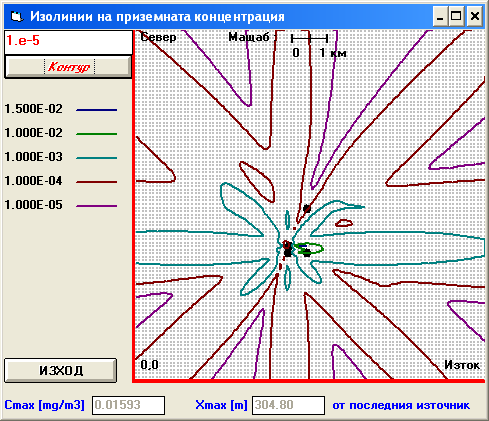 Изолинии на приземната концентрация
1.e-5
Контур
Север Мащаб
0 1 км
1.500E-02
1.000E-02
1.000E-03
1.000E-04
1.000E-05
0,0 Изток
ИЗХОД
Cmax [mg/m3] 0.01593 Xmax [m] 304.80 от последния източник